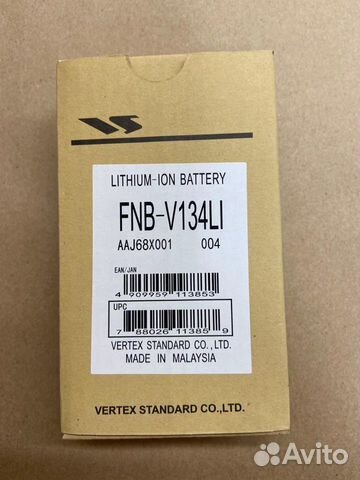 VS
LITHIUM-ION BATTERY
FNB-V134LI
AAJ68X001 004
EAN/JAN
4 909959 113853
UPC
7 88026 11385 9
VERTEX STANDARD CO.,LTD.
MADE IN MALAYSIA
VERTEX STANDARD CO.,LTD.
Avito